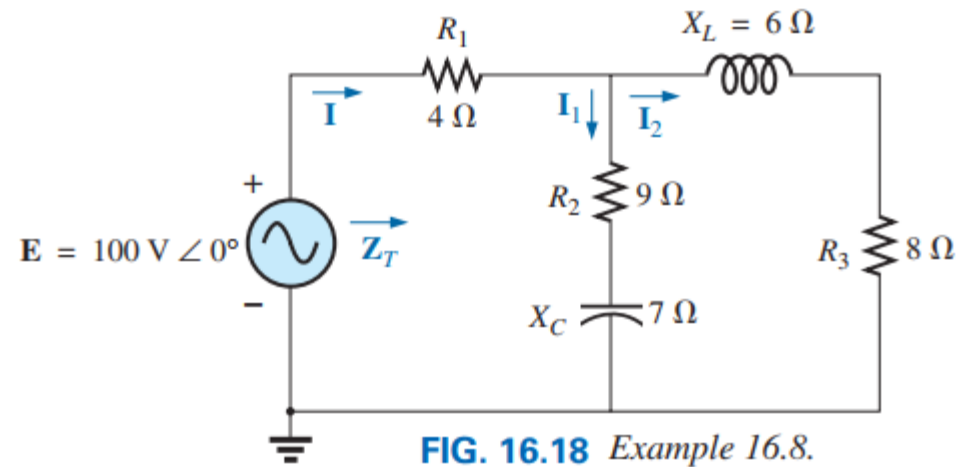 R1
4 Ω
XL = 6 Ω
I
I1
I2
R2
9 Ω
+
E = 100 V ∠ 0°
ZT
−
R3
8 Ω
XC
7 Ω
FIG. 16.18 Example 16.8.